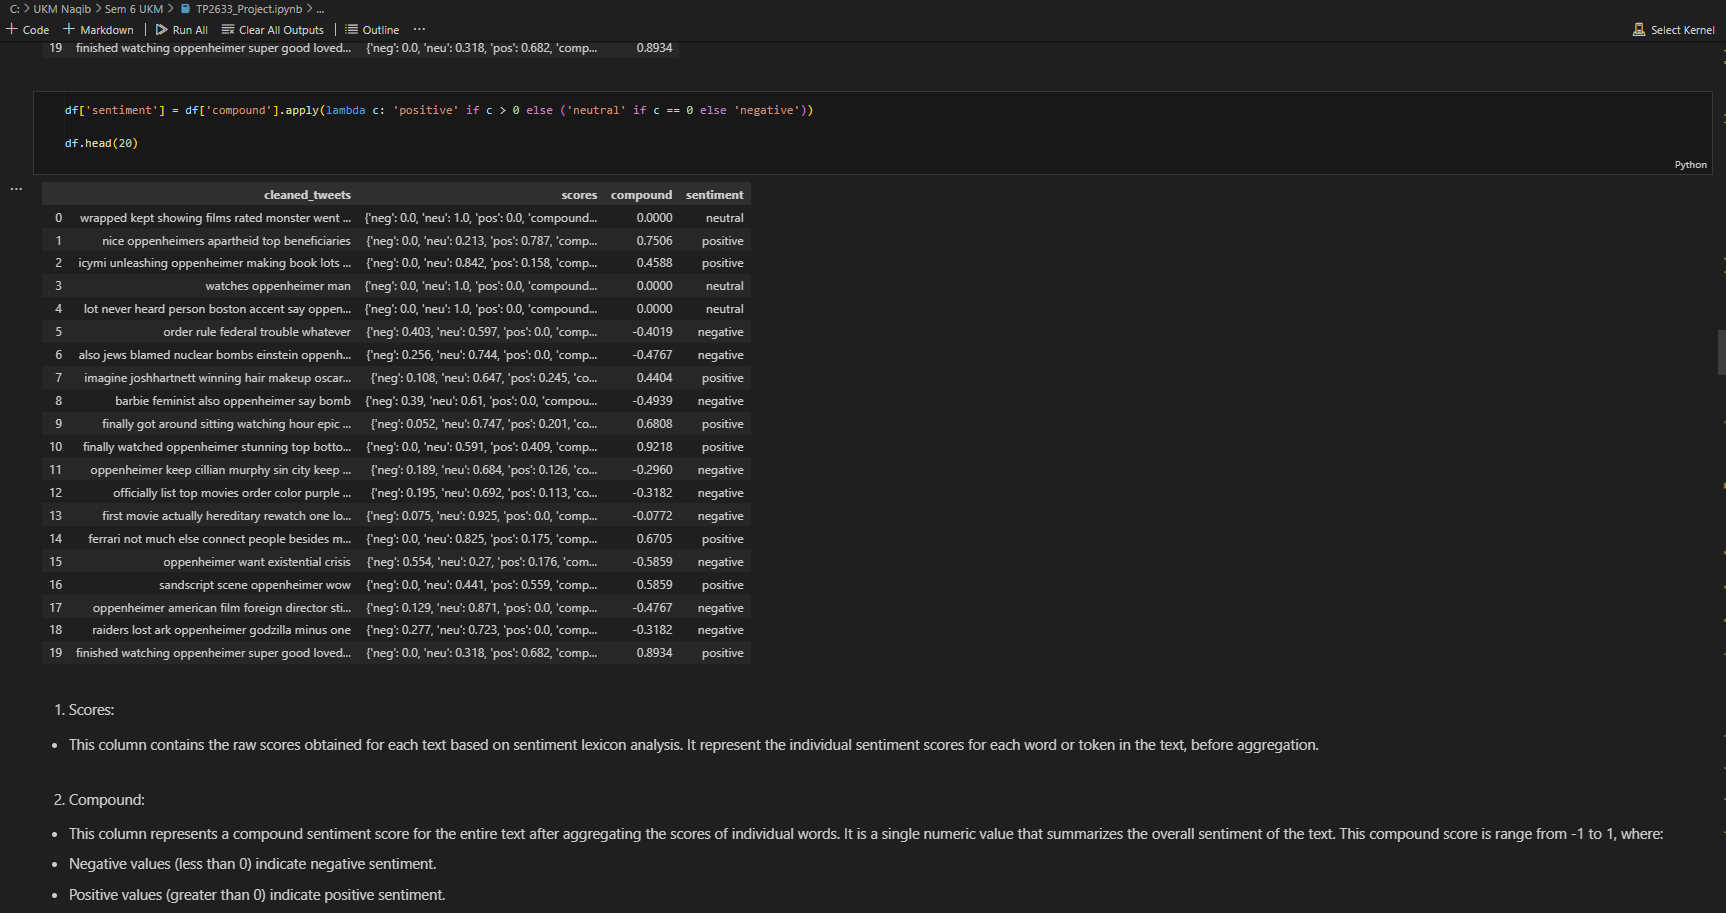 C: > UKM Naqib > Sem 6 UKM > TP2633_Project.ipynb > ...
+ Code + Markdown | Run All Clear All Outputs | Outline ... Select Kernel
19 finished watching oppenheimer super good loved... {'neg': 0.0, 'neu': 0.318, 'pos': 0.682, 'comp... 0.8934
df['sentiment'] = df['compound'].apply(lambda c: 'positive' if c > 0 else ('neutral' if c == 0 else 'negative'))
df.head(20)
Python
...
cleaned_tweets scores compound sentiment
0 wrapped kept showing films rated monster went ... {'neg': 0.0, 'neu': 1.0, 'pos': 0.0, 'compound... 0.0000 neutral
1 nice oppenheimers apartheid top beneficiaries {'neg': 0.0, 'neu': 0.213, 'pos': 0.787, 'comp... 0.7506 positive
2 icymi unleashing oppenheimer making book lots ... {'neg': 0.0, 'neu': 0.842, 'pos': 0.158, 'comp... 0.4588 positive
3 watches oppenheimer man {'neg': 0.0, 'neu': 1.0, 'pos': 0.0, 'compound... 0.0000 neutral
4 lot never heard person boston accent say oppen... {'neg': 0.0, 'neu': 1.0, 'pos': 0.0, 'compound... 0.0000 neutral
5 order rule federal trouble whatever {'neg': 0.403, 'neu': 0.597, 'pos': 0.0, 'comp... -0.4019 negative
6 also jews blamed nuclear bombs einstein oppenh... {'neg': 0.256, 'neu': 0.744, 'pos': 0.0, 'comp... -0.4767 negative
7 imagine joshhartnett winning hair makeup oscar... {'neg': 0.108, 'neu': 0.647, 'pos': 0.245, 'co... 0.4404 positive
8 barbie feminist also oppenheimer say bomb {'neg': 0.39, 'neu': 0.61, 'pos': 0.0, 'compou... -0.4939 negative
9 finally got around sitting watching hour epic ... {'neg': 0.052, 'neu': 0.747, 'pos': 0.201, 'co... 0.6808 positive
10 finally watched oppenheimer stunning top botto... {'neg': 0.0, 'neu': 0.591, 'pos': 0.409, 'comp... 0.9218 positive
11 oppenheimer keep cillian murphy sin city keep ... {'neg': 0.189, 'neu': 0.684, 'pos': 0.126, 'co... -0.2960 negative
12 officially list top movies order color purple ... {'neg': 0.195, 'neu': 0.692, 'pos': 0.113, 'co... -0.3182 negative
13 first movie actually hereditary rewatch one lo... {'neg': 0.075, 'neu': 0.925, 'pos': 0.0, 'comp... -0.0772 negative
14 ferrari not much else connect people besides m... {'neg': 0.0, 'neu': 0.825, 'pos': 0.175, 'comp... 0.6705 positive
15 oppenheimer want existential crisis {'neg': 0.554, 'neu': 0.27, 'pos': 0.176, 'com... -0.5859 negative
16 sandscript scene oppenheimer wow {'neg': 0.0, 'neu': 0.441, 'pos': 0.559, 'comp... 0.5859 positive
17 oppenheimer american film foreign director sti... {'neg': 0.129, 'neu': 0.871, 'pos': 0.0, 'comp... -0.4767 negative
18 raiders lost ark oppenheimer godzilla minus one {'neg': 0.277, 'neu': 0.723, 'pos': 0.0, 'comp... -0.3182 negative
19 finished watching oppenheimer super good loved... {'neg': 0.0, 'neu': 0.318, 'pos': 0.682, 'comp... 0.8934 positive
1. Scores:
• This column contains the raw scores obtained for each text based on sentiment lexicon analysis. It represent the individual sentiment scores for each word or token in the text, before aggregation.
2. Compound:
• This column represents a compound sentiment score for the entire text after aggregating the scores of individual words. It is a single numeric value that summarizes the overall sentiment of the text. This compound score is range from -1 to 1, where:
• Negative values (less than 0) indicate negative sentiment.
• Positive values (greater than 0) indicate positive sentiment.